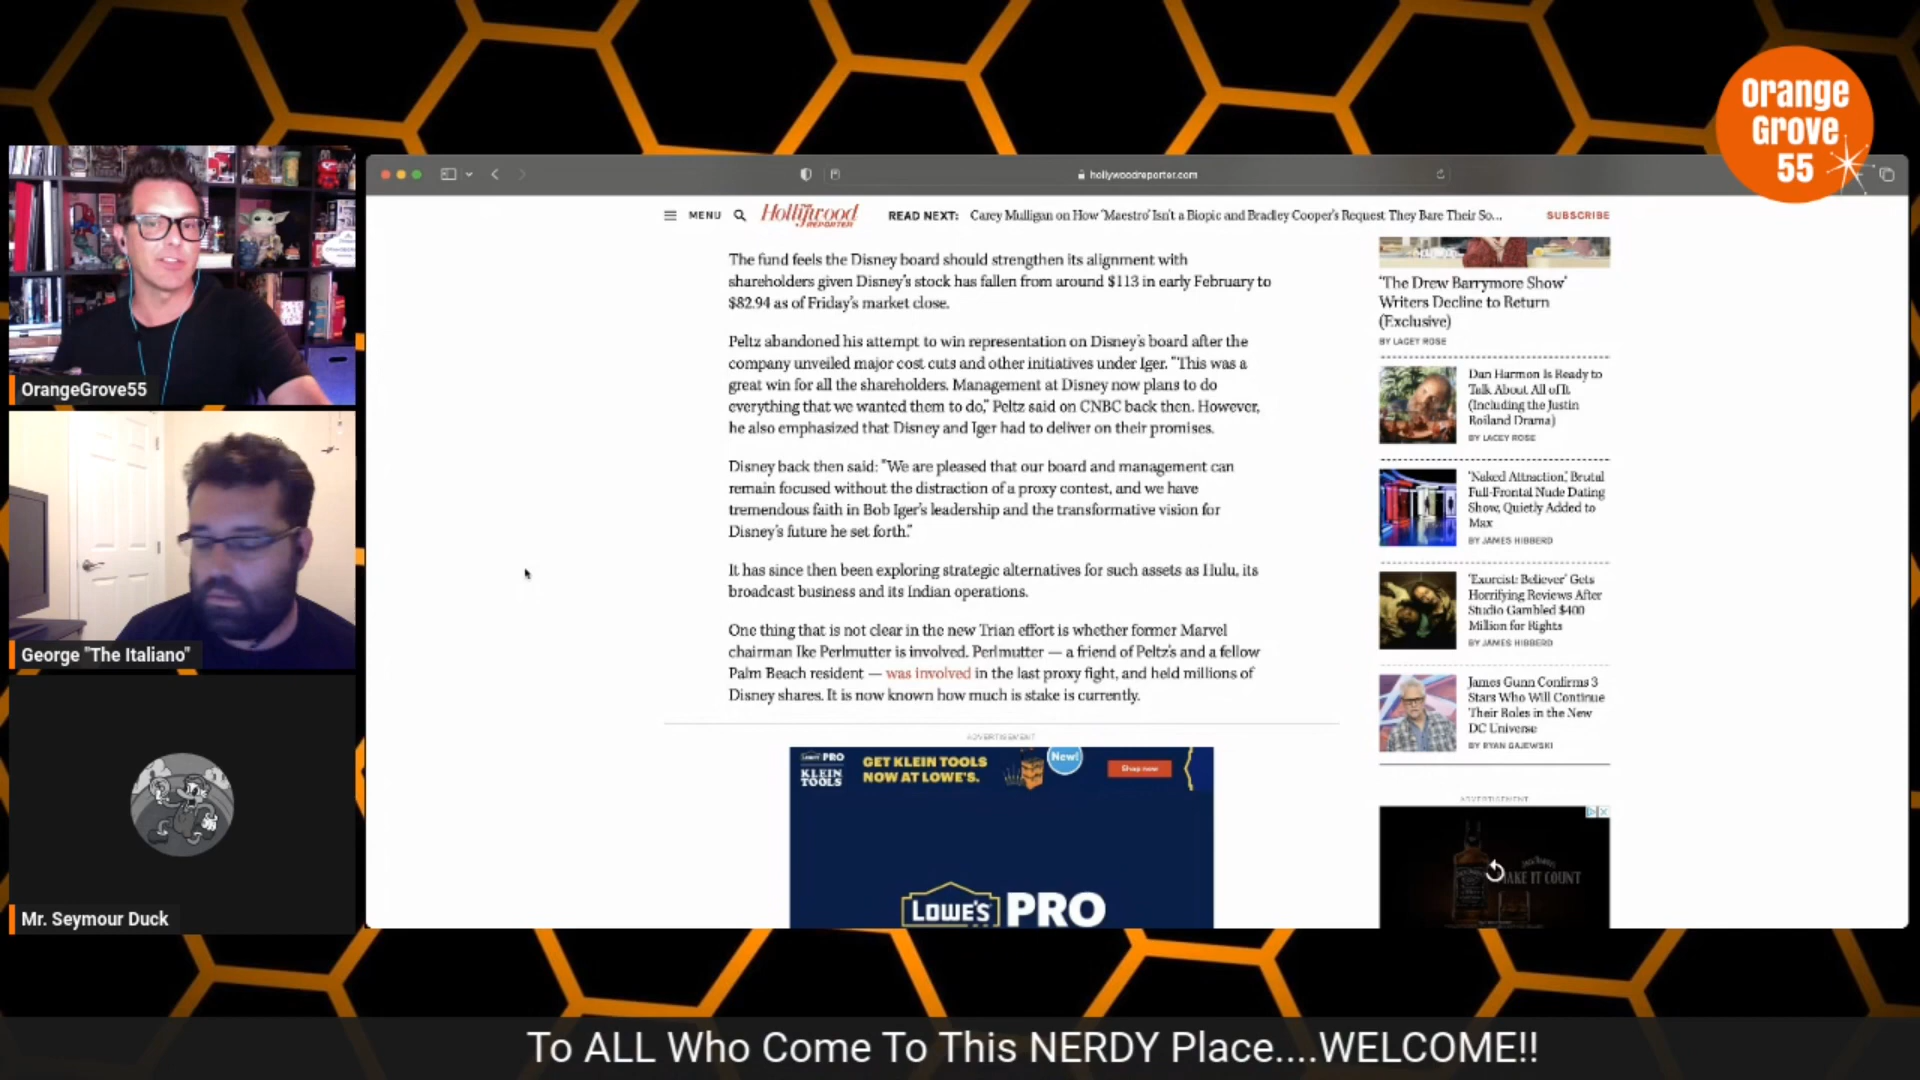 Orange
Grove
55
hollywoodreporter.com
MENU
Hollywood
REPORTER
READ NEXT: Carey Mulligan on How 'Maestro' Isn't a Biopic and Bradley Cooper's Request They Bare Their So...
SUBSCRIBE
The fund feels the Disney board should strengthen its alignment with
shareholders given Disney's stock has fallen from around $113 in early February to
$82.94 as of Friday's market close.
Peltz abandoned his attempt to win representation on Disney's board after the
company unveiled major cost cuts and other initiatives under Iger. "This was a
great win for all the shareholders. Management at Disney now plans to do
everything that we wanted them to do," Peltz said on CNBC back then. However,
he also emphasized that Disney and Iger had to deliver on their promises.
Disney back then said: "We are pleased that our board and management can
remain focused without the distraction of a proxy contest, and we have
tremendous faith in Bob Iger's leadership and the transformative vision for
Disney's future he set forth."
It has since then been exploring strategic alternatives for such assets as Hulu, its
broadcast business and its Indian operations.
One thing that is not clear in the new Trian effort is whether former Marvel
chairman Ike Perlmutter is involved. Perlmutter — a friend of Peltz's and a fellow
Palm Beach resident — was involved in the last proxy fight, and held millions of
Disney shares. It is now known how much is stake is currently.
ADVERTISEMENT
PRO
KLEIN
TOOLS
GET KLEIN TOOLS
NOW AT LOWE'S.
New!
Shop now
LOWE'S PRO
'The Drew Barrymore Show'
Writers Decline to Return
(Exclusive)
BY LACEY ROSE
Dan Harmon Is Ready to
Talk About All of It
(Including the Justin
Roiland Drama)
BY LACEY ROSE
'Naked Attraction,' Brutal
Full-Frontal Nude Dating
Show, Quietly Added to
Max
BY JAMES HIBBERD
'Exorcist: Believer' Gets
Horrifying Reviews After
Studio Gambled $400
Million for Rights
BY JAMES HIBBERD
James Gunn Confirms 3
Stars Who Will Continue
Their Roles in the New
DC Universe
BY RYAN GAJEWSKI
ADVERTISEMENT
MAKE IT COUNT
OrangeGrove55
George "The Italiano"
Mr. Seymour Duck
To ALL Who Come To This NERDY Place....WELCOME!!